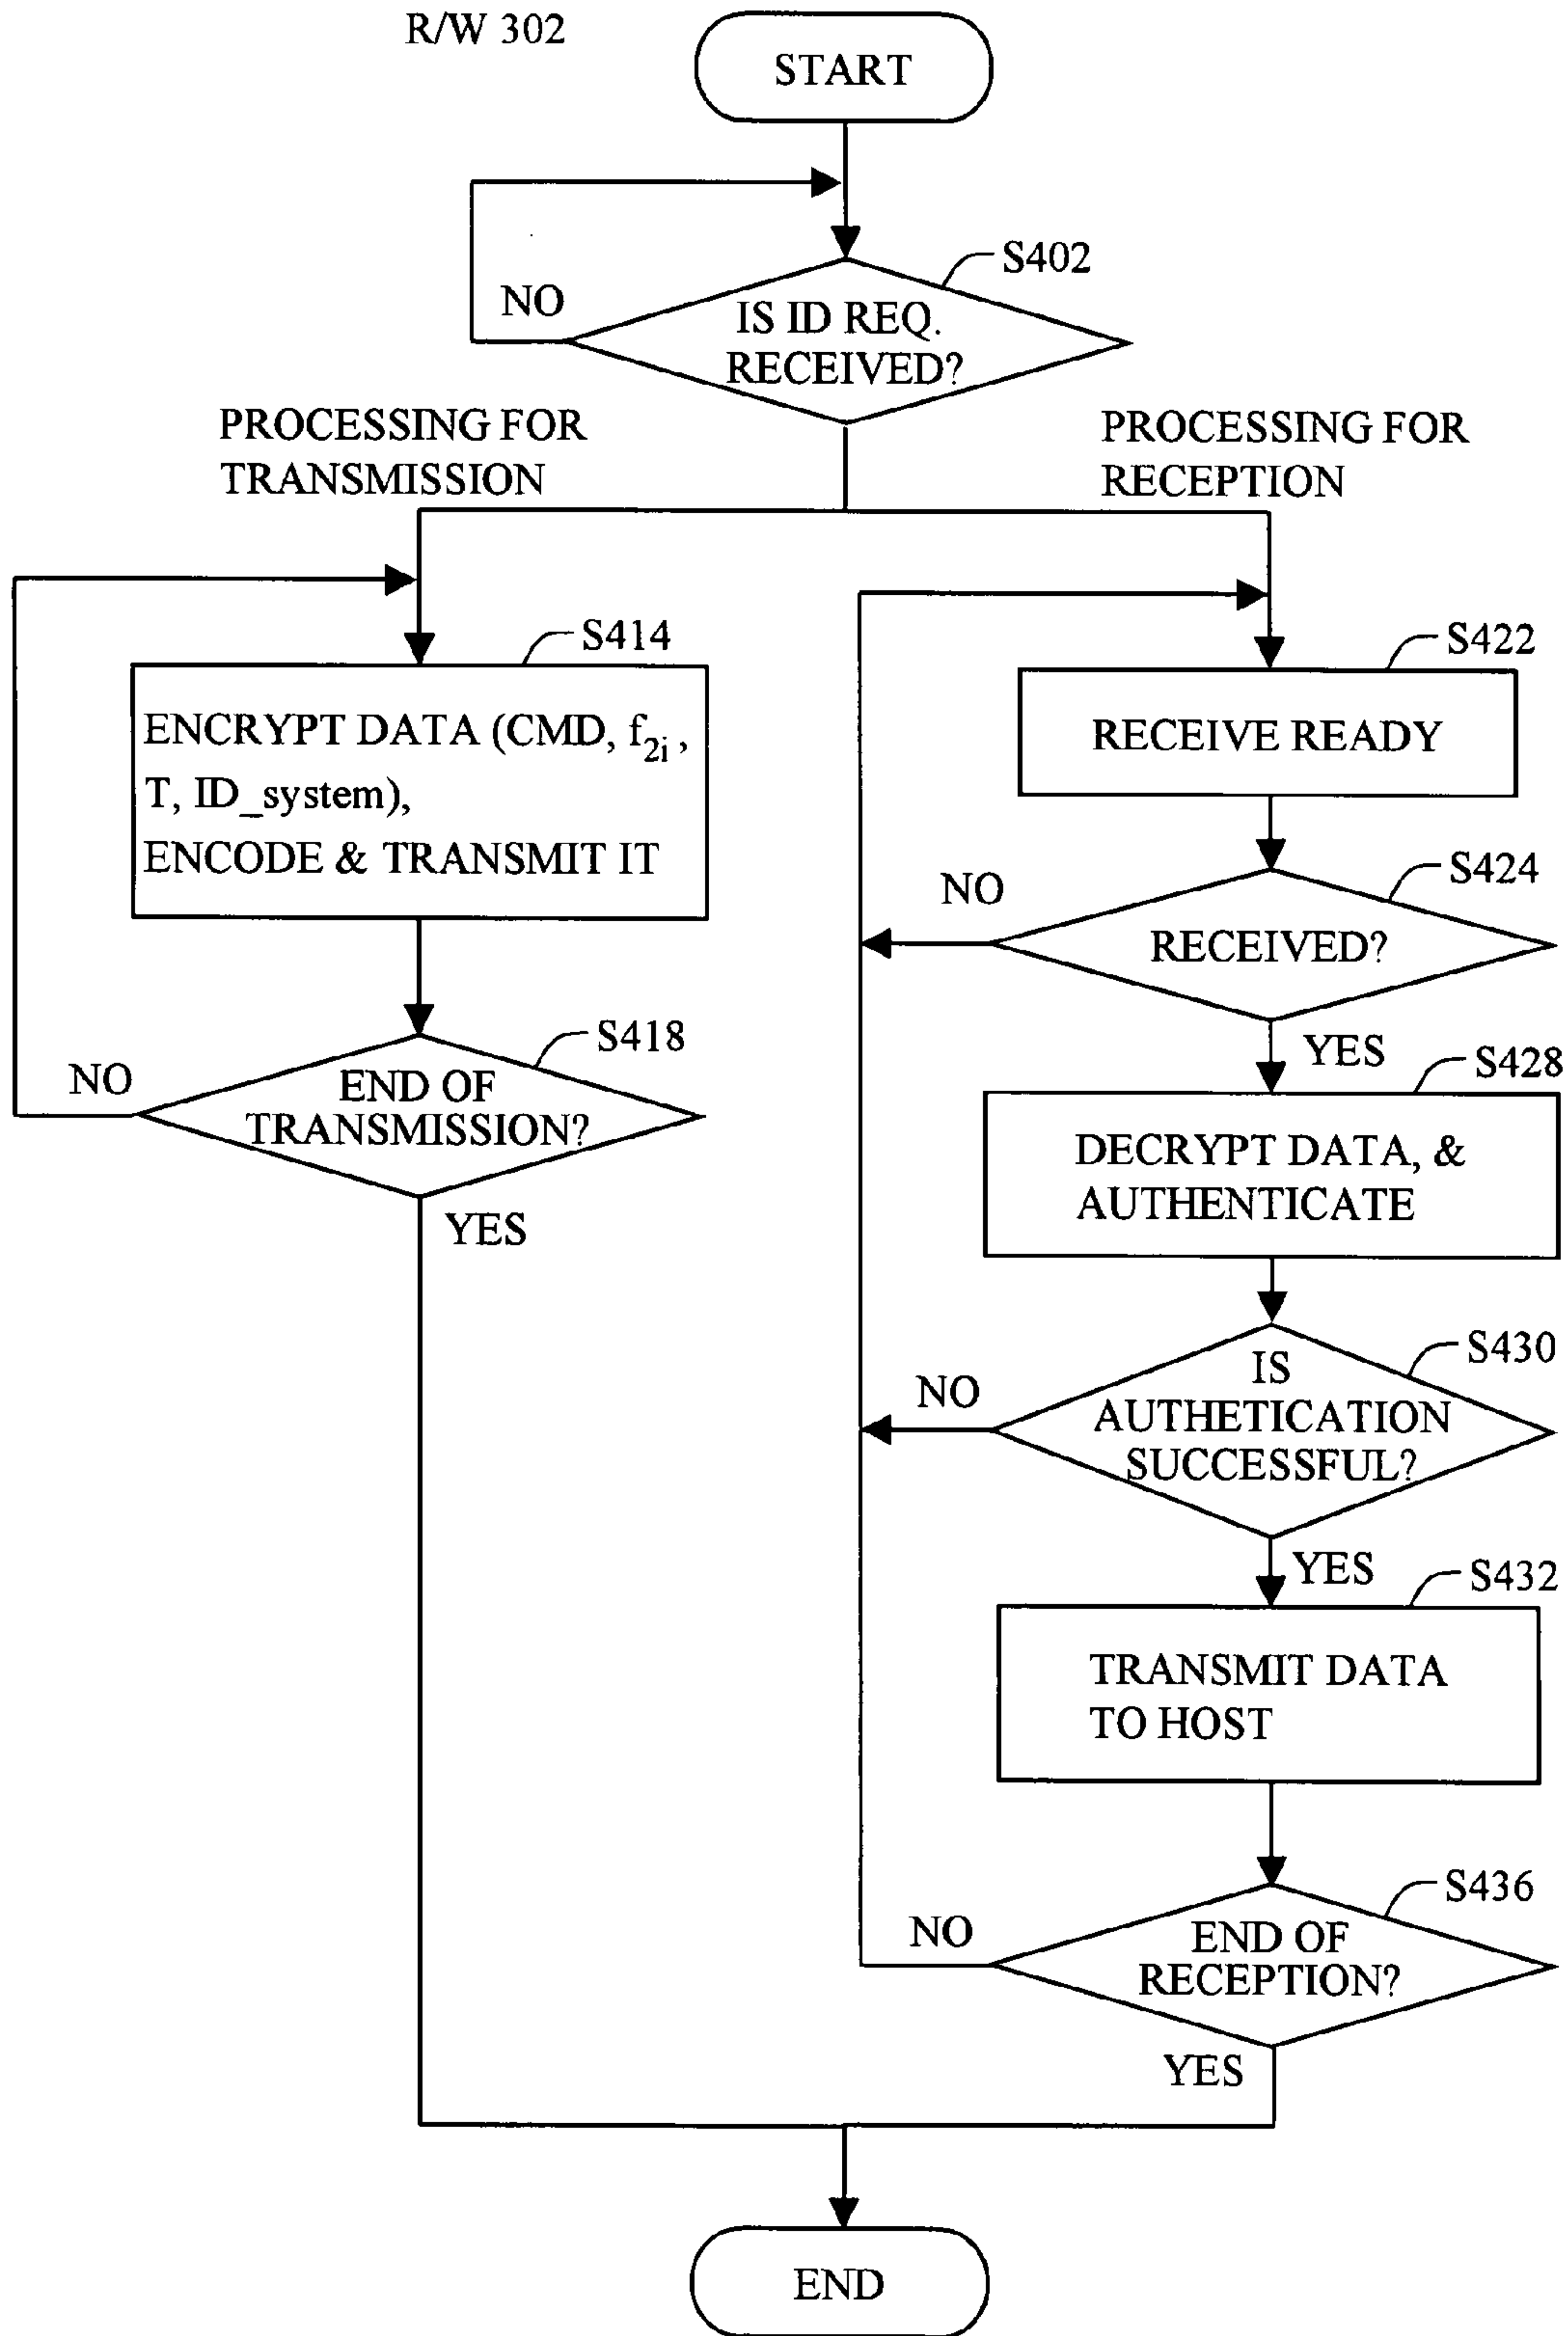 R/W 302
START
S402
NO
IS ID REQ.
RECEIVED?
PROCESSING FOR
TRANSMISSION
PROCESSING FOR
RECEPTION
S414
ENCRYPT DATA (CMD, f2i,
T, ID_system),
ENCODE & TRANSMIT IT
S418
NO
END OF
TRANSMISSION?
YES
S422
RECEIVE READY
S424
NO
RECEIVED?
YES
S428
DECRYPT DATA, &
AUTHENTICATE
S430
NO
IS
AUTHETICATION
SUCCESSFUL?
YES
S432
TRANSMIT DATA
TO HOST
S436
NO
END OF
RECEPTION?
YES
END